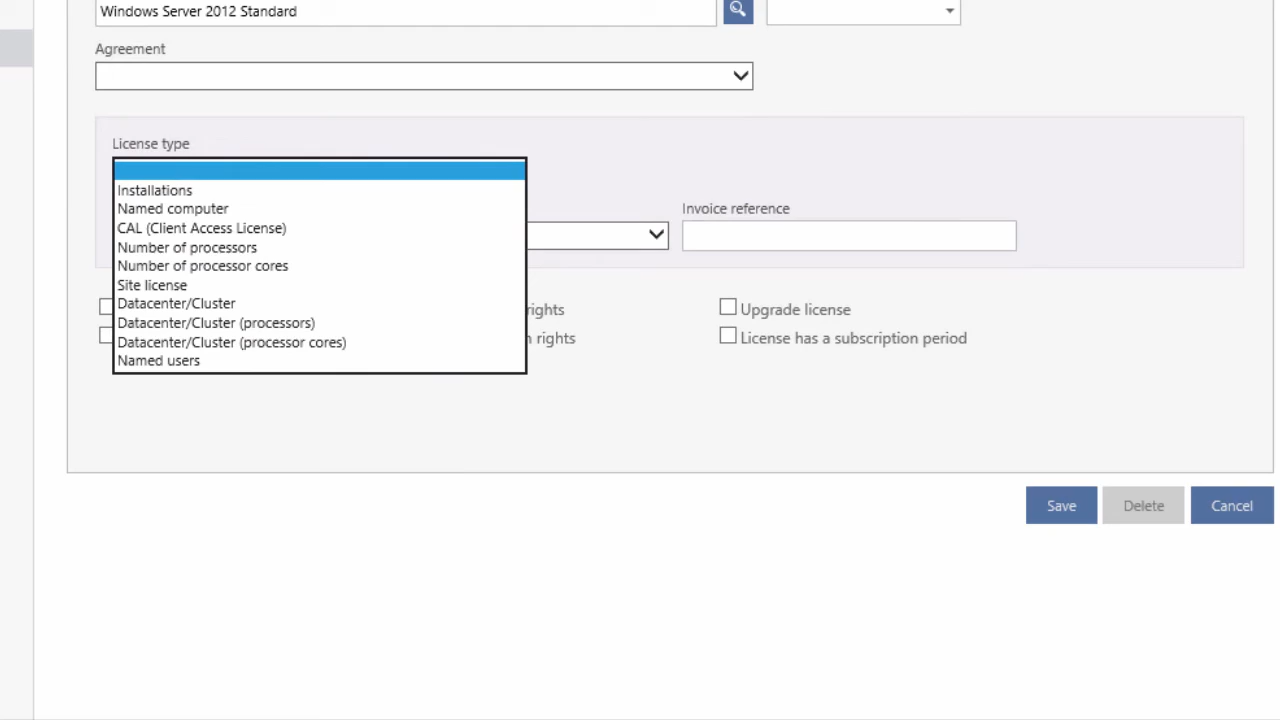 Windows Server 2012 Standard
Agreement
License type
Installations
Named computer
CAL (Client Access License)
Number of processors
Number of processor cores
Site license
Datacenter/Cluster
Datacenter/Cluster (processors)
Datacenter/Cluster (processor cores)
Named users
Invoice reference
rights
Upgrade license
rights
License has a subscription period
Save
Delete
Cancel